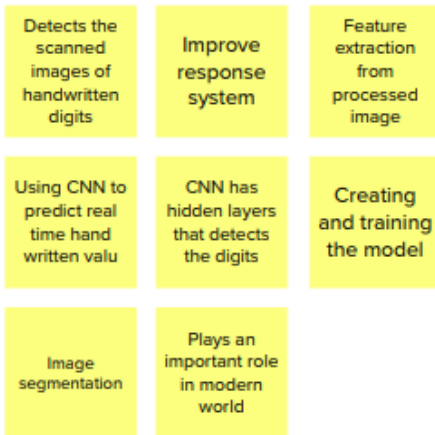 Detects the
scanned
images of
handwritten
digits
Improve
response
system
Feature
extraction
from
processed
image
Using CNN to
predict real
time hand
written valu
CNN has
hidden layers
that detects
the digits
Creating
and training
the model
Image
segmentation
Plays an
important role
in modern
world